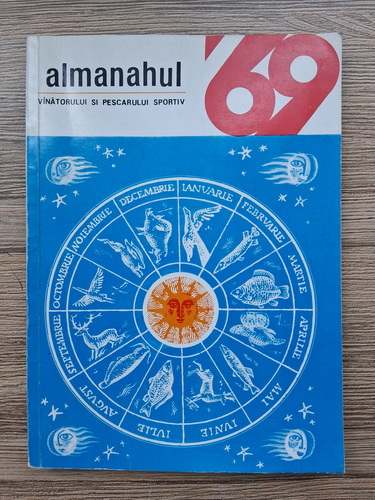 almanahul
'69
VÎNĂTORULUI SI PESCARULUI SPORTIV
IANUARIE
FEBRUARIE
MARTIE
APRILIE
MAI
IUNIE
IULIE
AUGUST
SEPTEMBRIE
OCTOMBRIE
NOIEMBRIE
DECEMBRIE